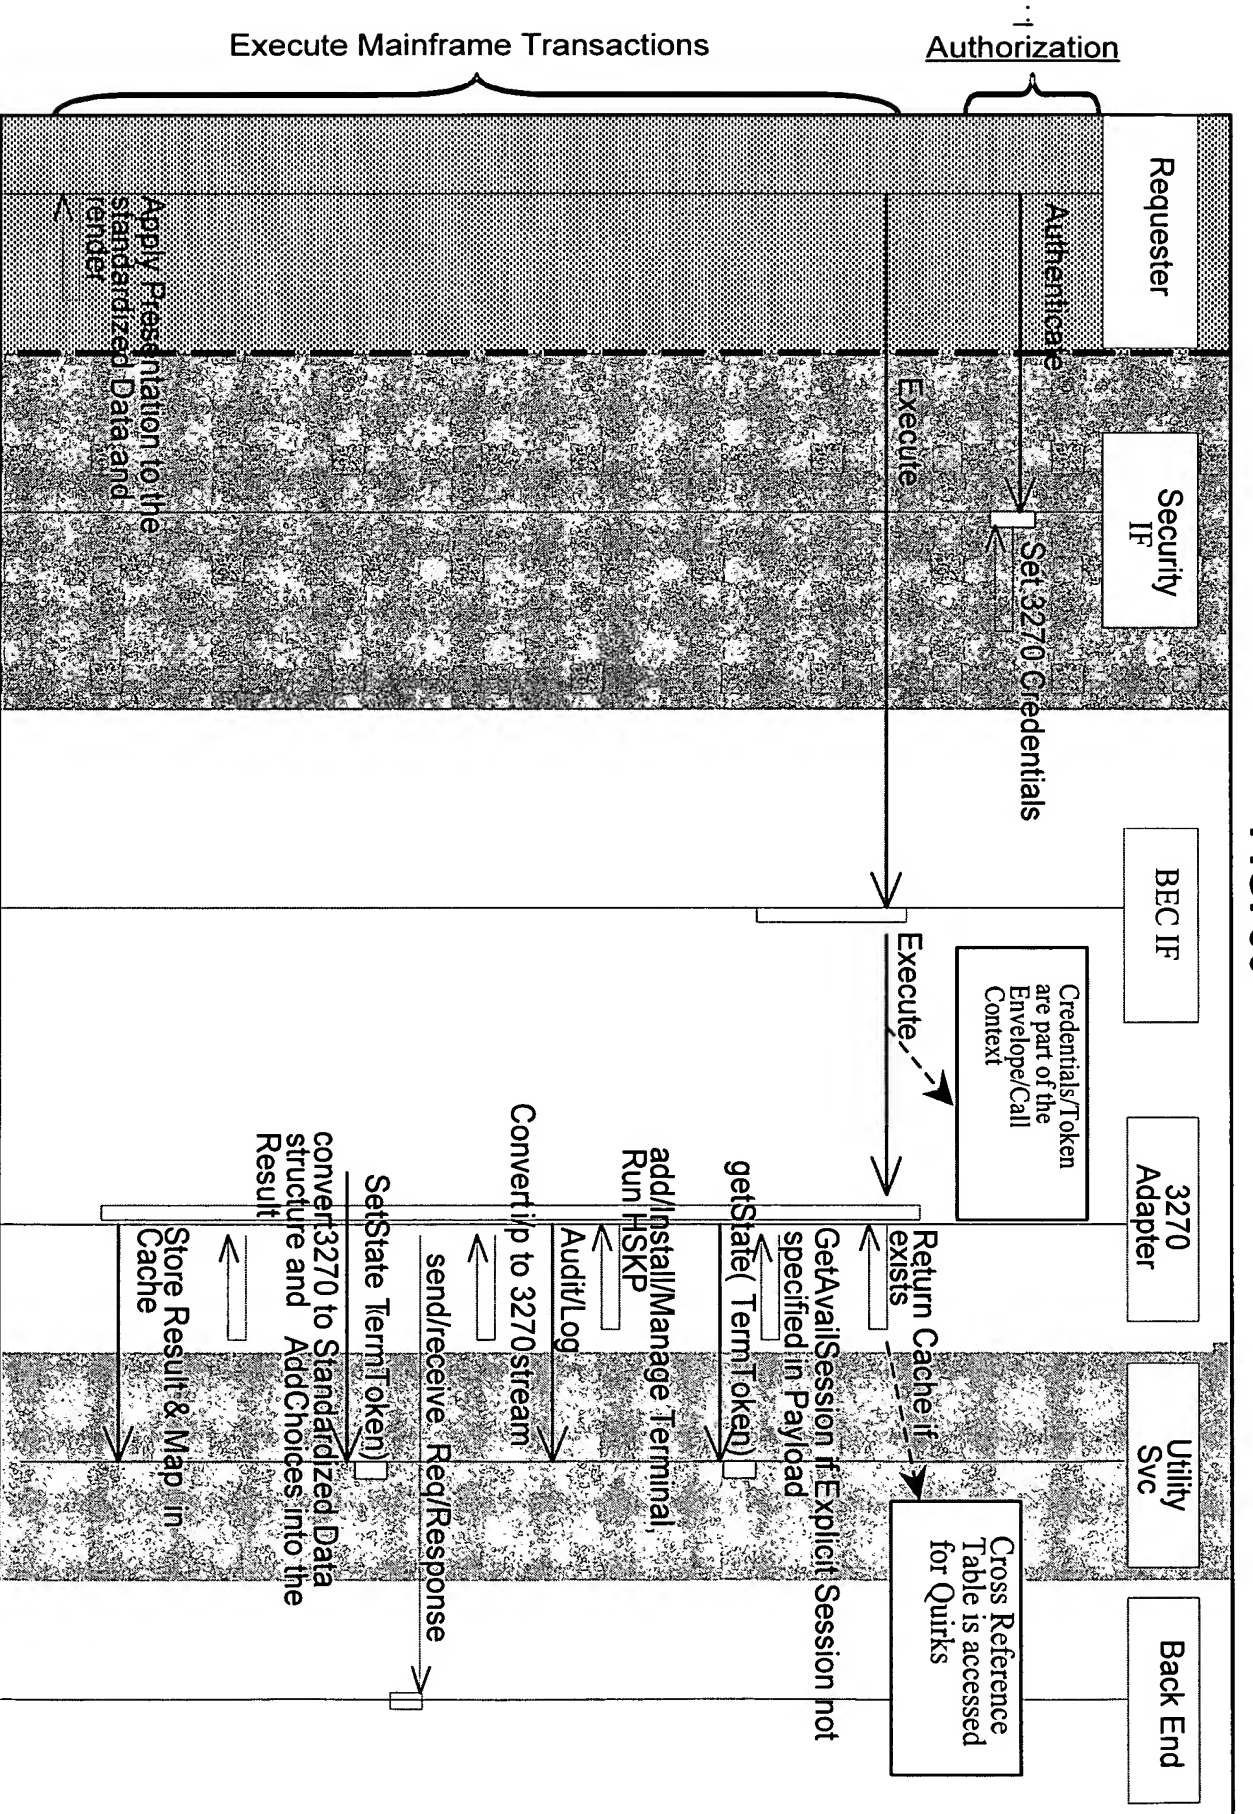 Execute Mainframe Transactions
Authorization
Requester
Security
IF
BEC IF
3270
Adapter
Utility
Svc
Back End
Authenticate
Set 3270 Credentials
Execute
Execute
Credentials/Token
are part of the
Envelope/Call
Context
Return Cache if
exists
Cross Reference
Table is accessed
for Quirks
GetAvailSession if Explicit Session not
specified in Payload
getState( TermToken)
add/Install/Manage Terminal,
Run HSKP
Audit/Log
Convert i/p to 3270 stream
send/receive Req/Response
SetState TermToken)
convert3270 to Standardized Data
structure and AddChoices into the
Result
Store Result & Map in
Cache
Apply Presentation to the
standardized Data and
render